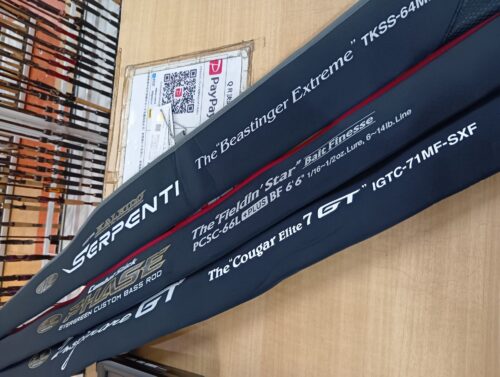 SERPENTI
The "Beastinger Extreme" TKSS-64M
PHASE
EVERGREEN CUSTOM BASS ROD
The "Fieldin' Star" Bait Finesse
PCSC-66L +PLUS BF 6'6" 1/16~1/2oz. Lure, 6~14lb. Line
Inspirare GT
The "Cougar Elite 7 GT" IGTC-71MF-SXF
PayPay